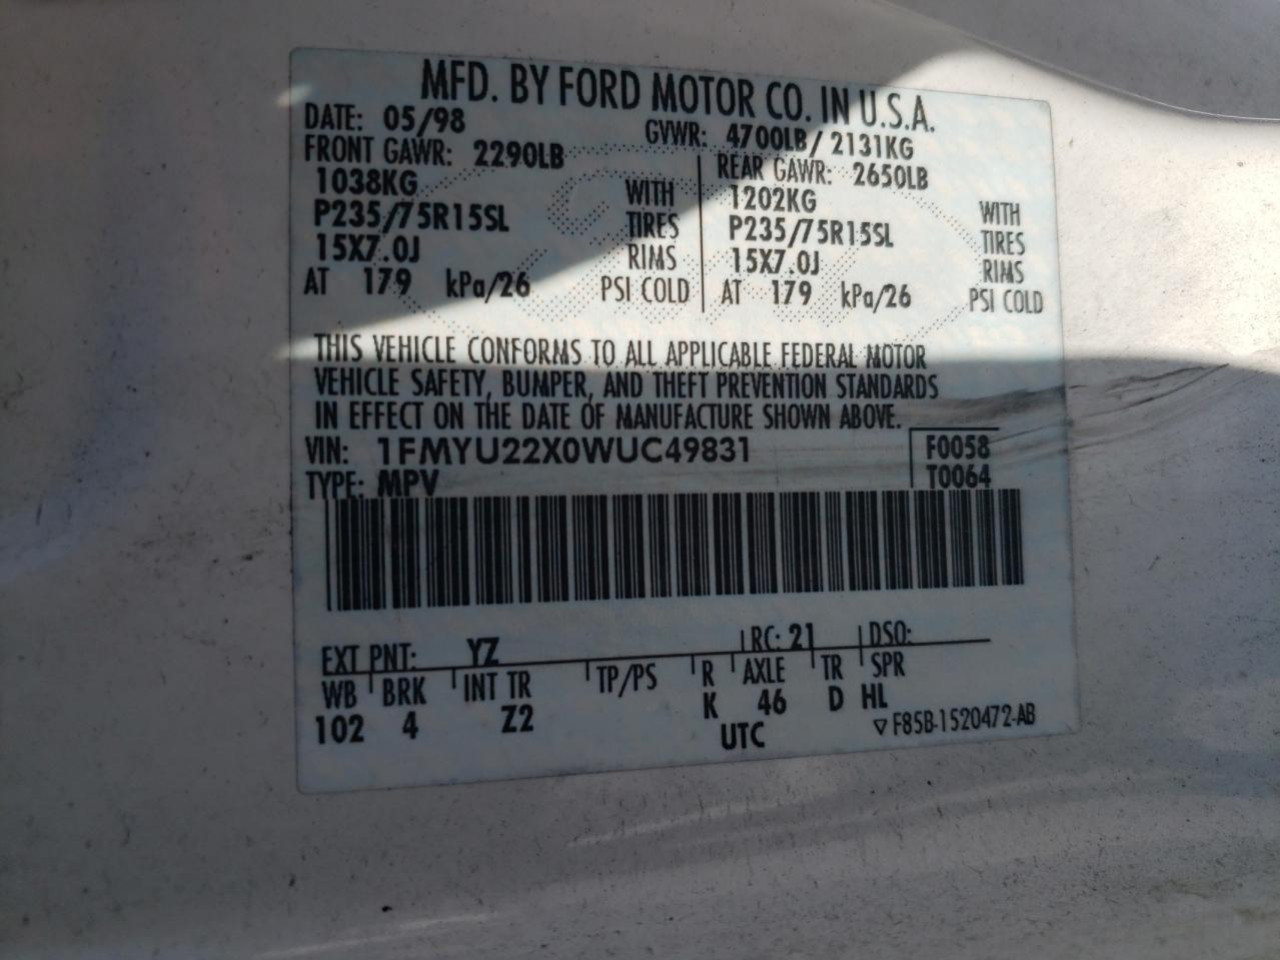 MFD. BY FORD MOTOR CO. IN U.S.A.
DATE: 05/98 GVWR: 4700LB/2131KG
FRONT GAWR: 2290LB REAR GAWR: 2650LB
1038KG WITH 1202KG WITH
P235/75R15SL TIRES P235/75R15SL TIRES
15X7.0J RIMS 15X7.0J RIMS
AT 179 kPa/26 PSI COLD AT 179 kPa/26 PSI COLD
THIS VEHICLE CONFORMS TO ALL APPLICABLE FEDERAL MOTOR
VEHICLE SAFETY, BUMPER, AND THEFT PREVENTION STANDARDS
IN EFFECT ON THE DATE OF MANUFACTURE SHOWN ABOVE.
VIN: 1FMYU22X0WUC49831 F0058
TYPE: MPV T0064
EXT PNT: YZ RC: 21 DSO:
WB BRK INT TR TP/PS R AXLE TR SPR
102 4 Z2 K 46 D HL
UTC ▽F85B-1520472-AB